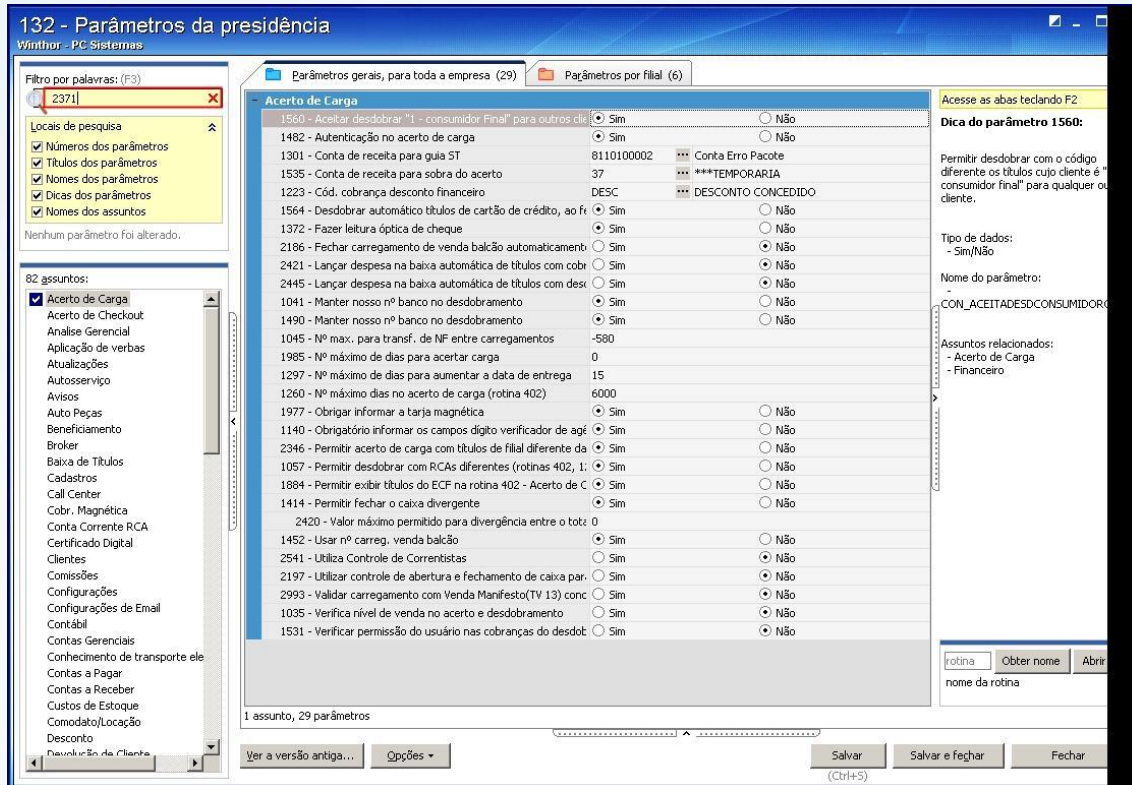 132 - Parâmetros da presidência
Winthor - PC Sistemas
Filtro por palavras: (F3)
2371
Locais de pesquisa
Números dos parâmetros
Títulos dos parâmetros
Nomes dos parâmetros
Dicas dos parâmetros
Nomes dos assuntos
Nenhum parâmetro foi alterado.
82 assuntos:
Acerto de Carga
Acerto de Checkout
Analise Gerencial
Aplicação de verbas
Atualizações
Autosserviço
Avisos
Auto Peças
Beneficiamento
Broker
Baixa de Títulos
Cadastros
Call Center
Cobr. Magnética
Conta Corrente RCA
Certificado Digital
Clientes
Comissões
Configurações
Configurações de Email
Contábil
Contas Gerenciais
Conhecimento de transporte ele
Contas a Pagar
Contas a Receber
Custos de Estoque
Comodato/Locação
Desconto
Devolução de Cliente
Parâmetros gerais, para toda a empresa (29)
Parâmetros por filial (6)
Acerto de Carga
1560 - Aceitar desdobrar "1 - consumidor Final" para outros clie Sim Não
1482 - Autenticação no acerto de carga Sim Não
1301 - Conta de receita para guia ST 8110100002 ... Conta Erro Pacote
1535 - Conta de receita para sobra do acerto 37 ... ***TEMPORARIA
1223 - Cód. cobrança desconto financeiro DESC ... DESCONTO CONCEDIDO
1564 - Desdobrar automático títulos de cartão de crédito, ao fe Sim Não
1372 - Fazer leitura óptica de cheque Sim Não
2186 - Fechar carregamento de venda balcão automaticament Sim Não
2421 - Lançar despesa na baixa automática de títulos com cobr Sim Não
2445 - Lançar despesa na baixa automática de títulos com desc Sim Não
1041 - Manter nosso nº banco no desdobramento Sim Não
1490 - Manter nosso nº banco no desdobramento Sim Não
1045 - Nº max. para transf. de NF entre carregamentos -580
1985 - Nº máximo de dias para acertar carga 0
1297 - Nº máximo de dias para aumentar a data de entrega 15
1260 - Nº máximo dias no acerto de carga (rotina 402) 6000
1977 - Obrigar informar a tarja magnética Sim Não
1140 - Obrigatório informar os campos dígito verificador de agê Sim Não
2346 - Permitir acerto de carga com títulos de filial diferente da Sim Não
1057 - Permitir desdobrar com RCAs diferentes (rotinas 402, 1: Sim Não
1884 - Permitir exibir títulos do ECF na rotina 402 - Acerto de C Sim Não
1414 - Permitir fechar o caixa divergente Sim Não
2420 - Valor máximo permitido para divergência entre o tota 0
1452 - Usar nº carreg. venda balcão Sim Não
2541 - Utiliza Controle de Correntistas Sim Não
2197 - Utilizar controle de abertura e fechamento de caixa par. Sim Não
2993 - Validar carregamento com Venda Manifesto(TV 13) conc Sim Não
1035 - Verifica nível de venda no acerto e desdobramento Sim Não
1531 - Verificar permissão do usuário nas cobranças do desdob Sim Não
1 assunto, 29 parâmetros
Acesse as abas teclando F2
Dica do parâmetro 1560:
Permitir desdobrar com o código
diferente os títulos cujo cliente é "
consumidor final" para qualquer ou
cliente.
Tipo de dados:
- Sim/Não
Nome do parâmetro:
-
CON_ACEITADESDCONSUMIDORC
Assuntos relacionados:
- Acerto de Carga
- Financeiro
rotina Obter nome Abrir
nome da rotina
Ver a versão antiga... Opções Salvar Salvar e fechar Fechar
(Ctrl+S)